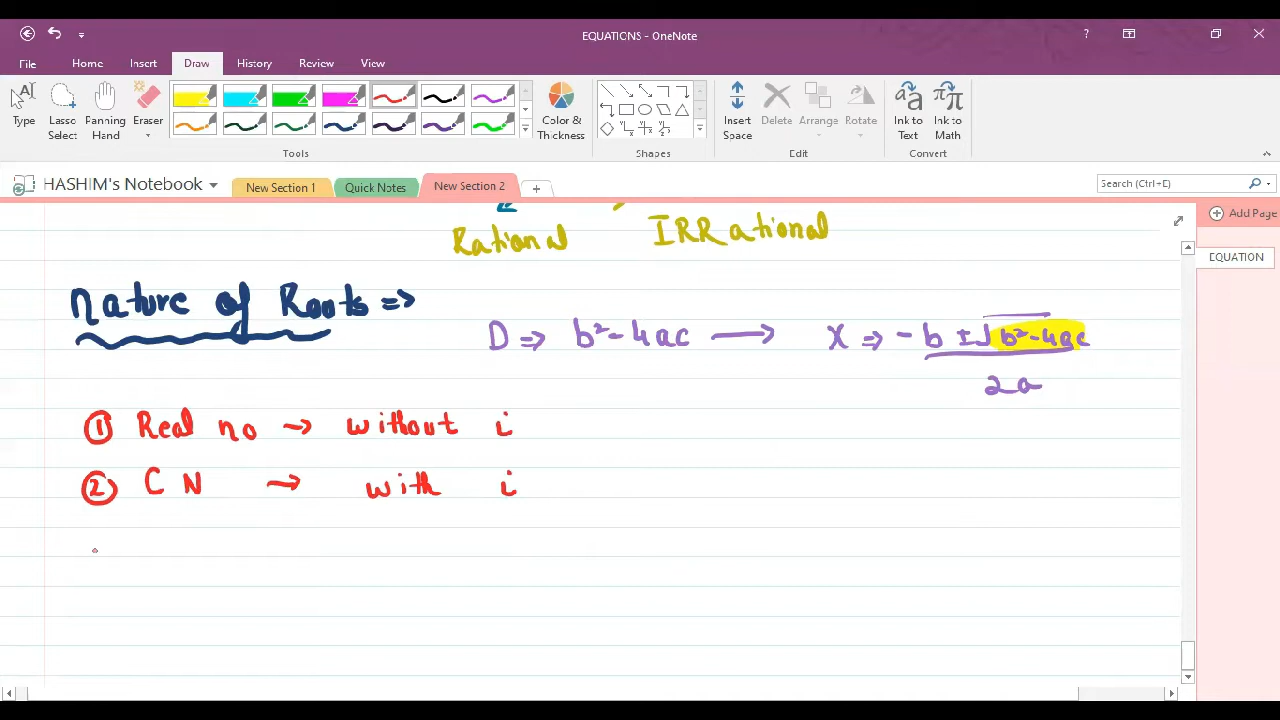 EQUATIONS - OneNote
File Home Insert Draw History Review View
Type Lasso Select Panning Hand Eraser Color & Thickness Insert Space Delete Arrange Rotate Ink to Text Ink to Math
Tools Shapes Edit Convert
HASHIM's Notebook New Section 1 Quick Notes New Section 2 Search (Ctrl+E)
Add Page
EQUATION
Rational IRRational
Nature of Roots =>
D => b²-4ac → X => -b ±√b²-4ac
2a
① Real no → without i
② C N → with i